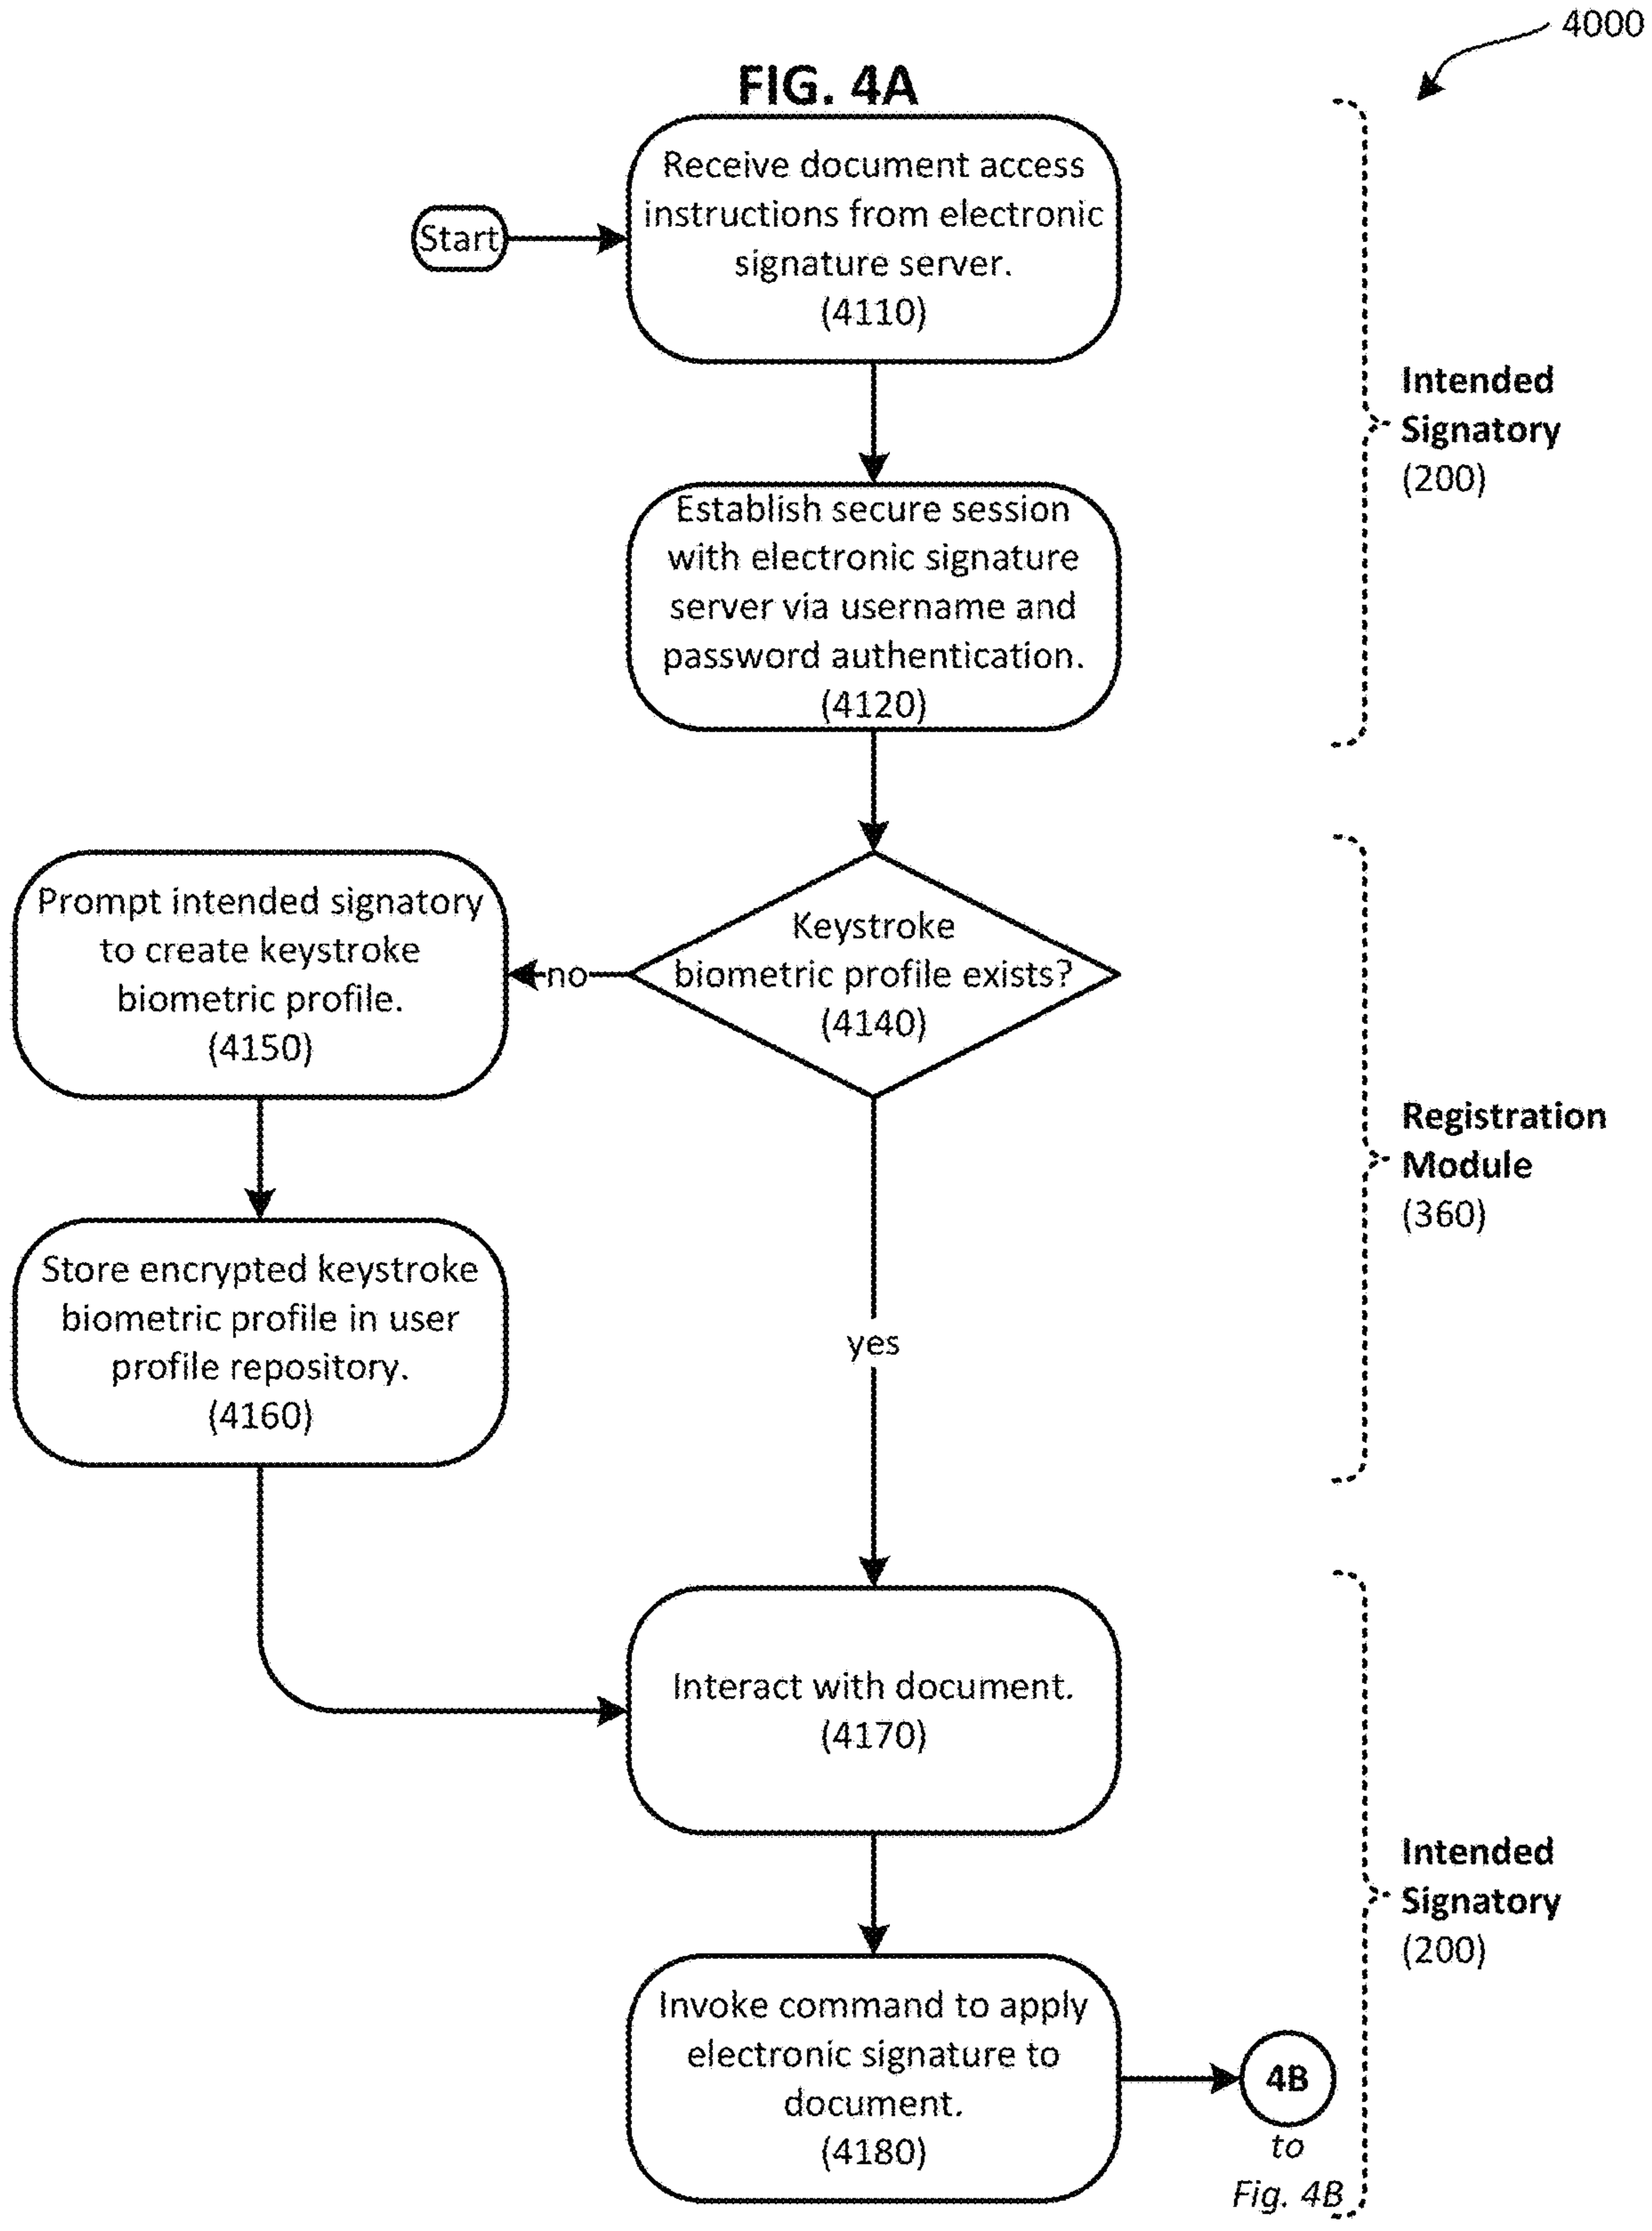 4000
FIG. 4A
Start
Receive document access
instructions from electronic
signature server.
(4110)
Intended
Signatory
(200)
Establish secure session
with electronic signature
server via username and
password authentication.
(4120)
Prompt intended signatory
to create keystroke
biometric profile.
(4150)
no
Keystroke
biometric profile exists?
(4140)
Registration
Module
(360)
Store encrypted keystroke
biometric profile in user
profile repository.
(4160)
yes
Interact with document.
(4170)
Intended
Signatory
(200)
Invoke command to apply
electronic signature to
document.
(4180)
4B
to
Fig. 4B